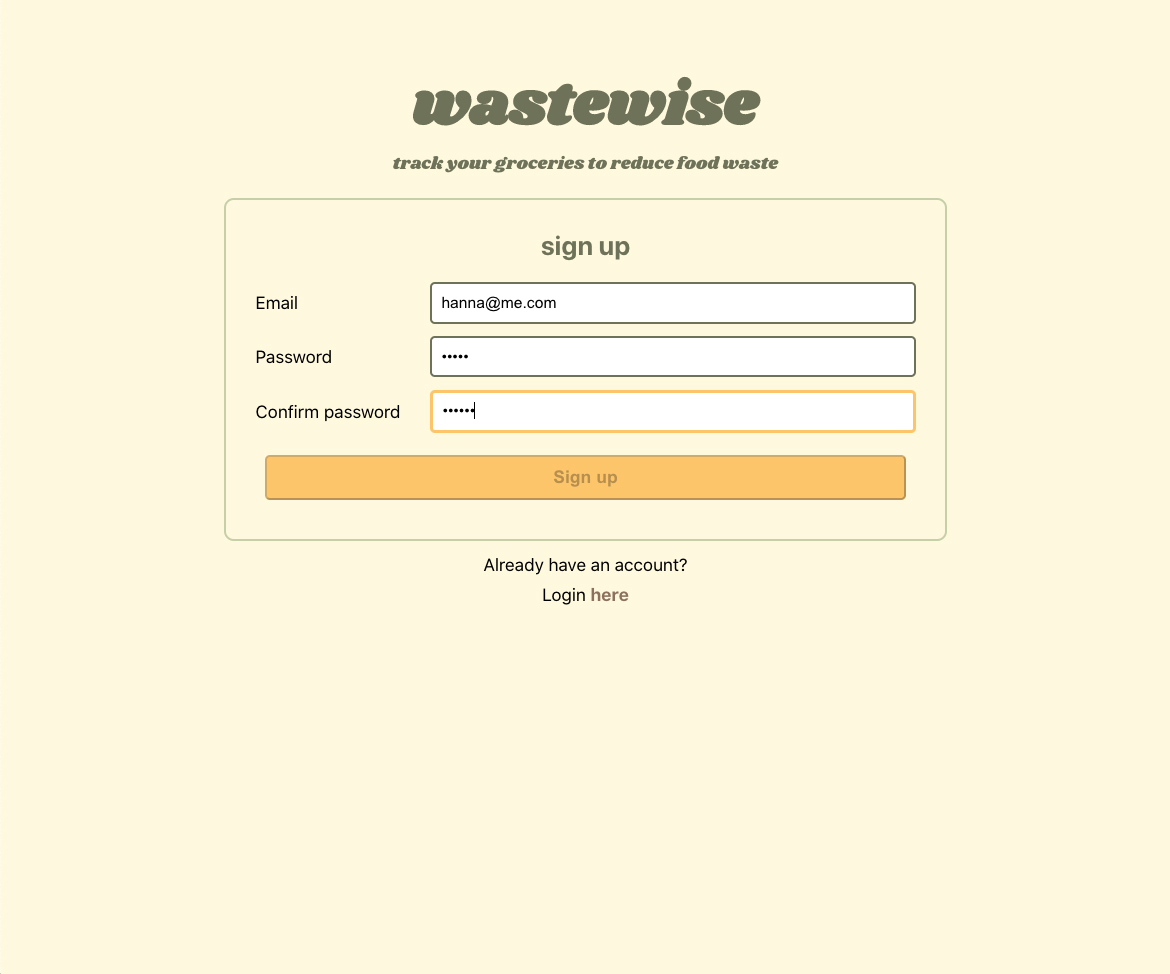 wastewise
track your groceries to reduce food waste
sign up
Email hanna@me.com
Password •••••
Confirm password ••••••
Sign up
Already have an account?
Login here